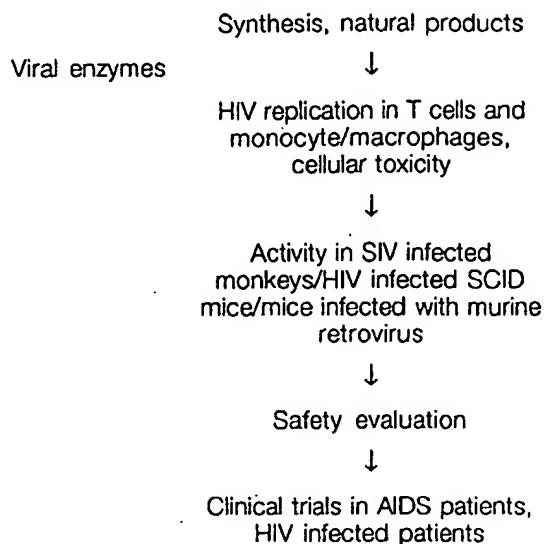 Synthesis, natural products
Viral enzymes
↓
HIV replication in T cells and
monocyte/macrophages,
cellular toxicity
↓
Activity in SIV infected
monkeys/HIV infected SCID
mice/mice infected with murine
retrovirus
↓
Safety evaluation
↓
Clinical trials in AIDS patients,
HIV infected patients